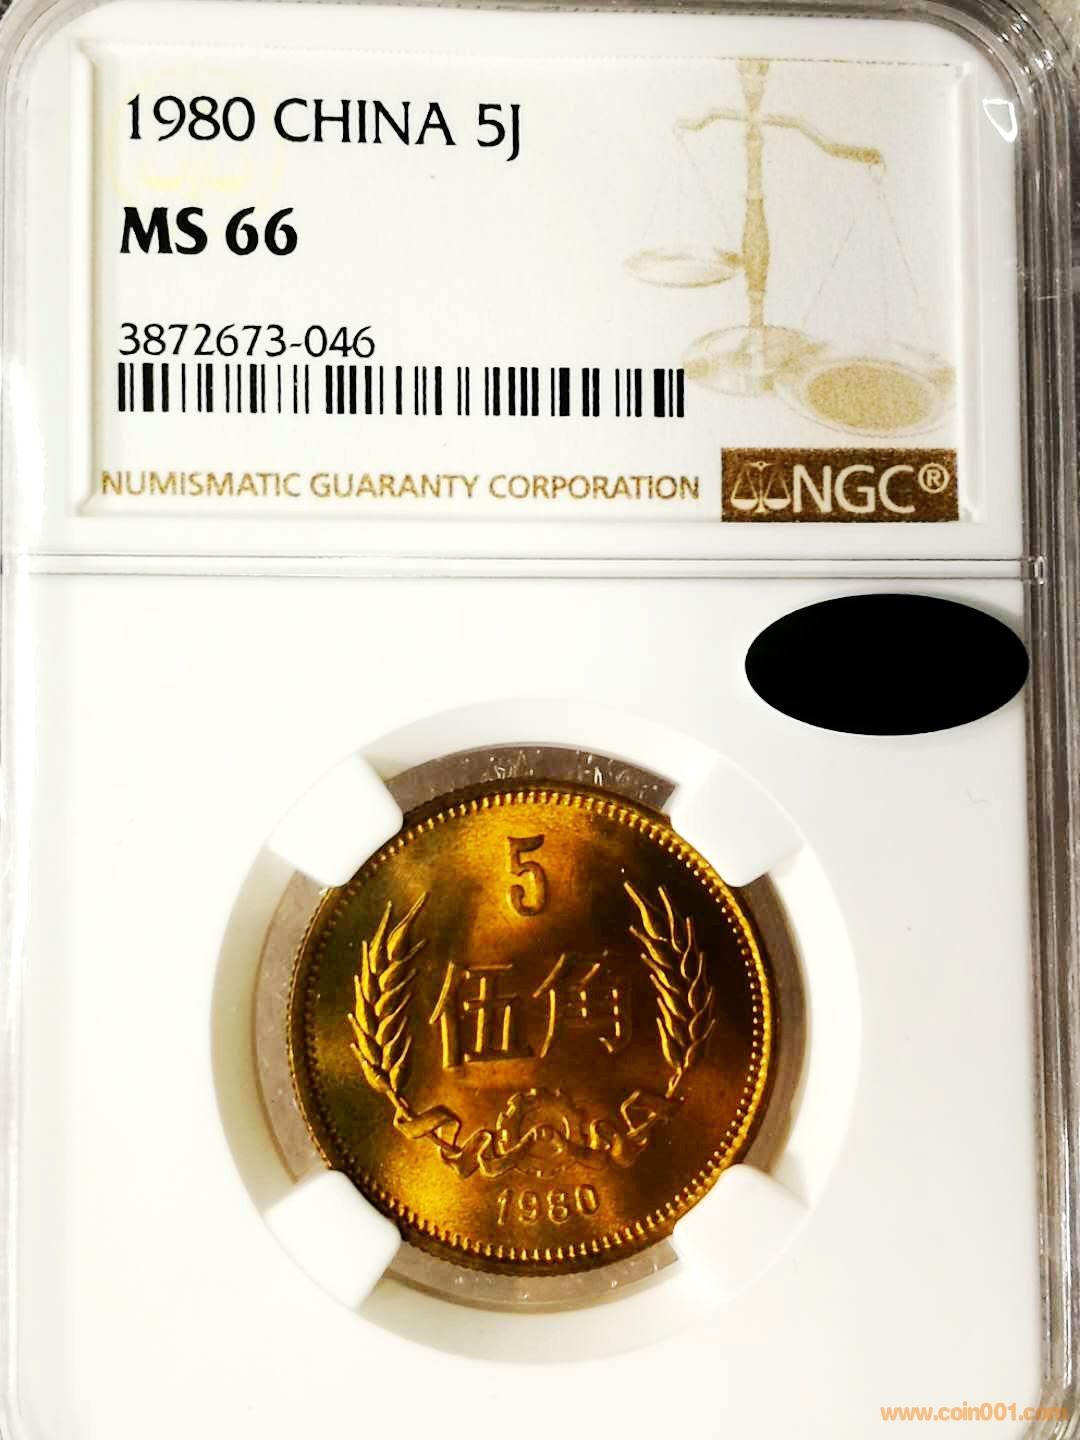 1980 CHINA 5J
MS 66
3872673-046
NUMISMATIC GUARANTY CORPORATION
NGC®
5
伍角
1980
www.coin001.com